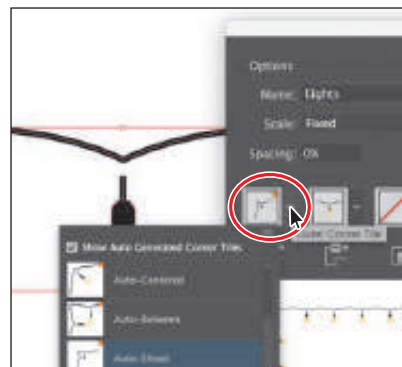 Options
Name: Lights
Scale: Fixed
Spacing: 0%
Outer Corner Tile
Show Auto Generated Corner Tiles
Auto-Centered
Auto-Between
Auto-Sliced